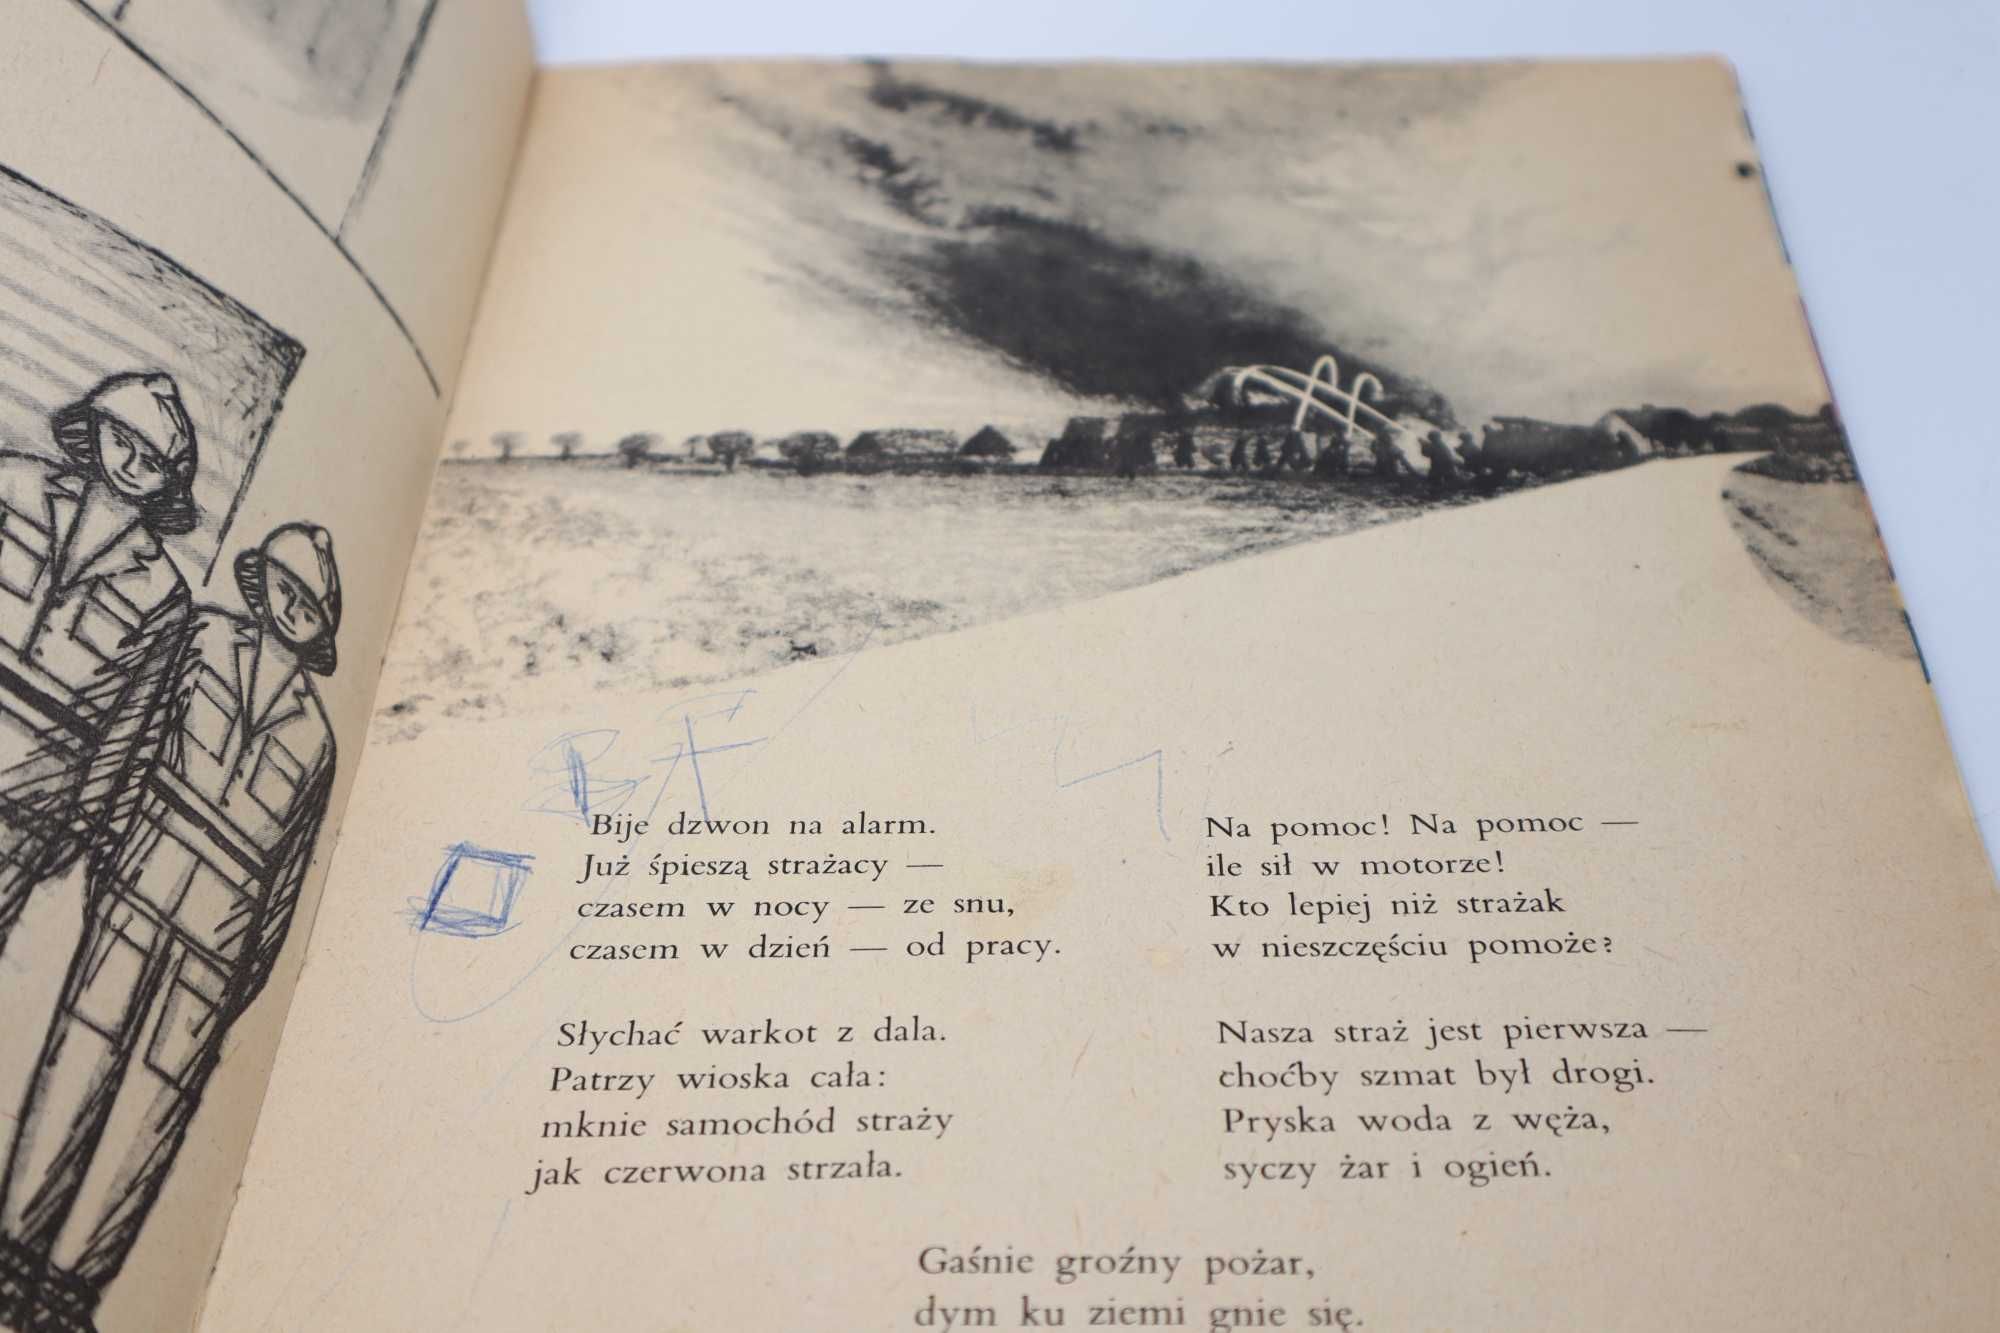 Bije dzwon na alarm.
Już śpieszą strażacy —
czasem w nocy — ze snu,
czasem w dzień — od pracy.
Słychać warkot z dala.
Patrzy wioska cała:
mknie samochód straży
jak czerwona strzała.
Na pomoc! Na pomoc —
ile sił w motorze!
Kto lepiej niż strażak
w nieszczęściu pomoże?
Nasza straż jest pierwsza —
choćby szmat był drogi.
Pryska woda z węża,
syczy żar i ogień.
Gaśnie groźny pożar,
dym ku ziemi gnie się.